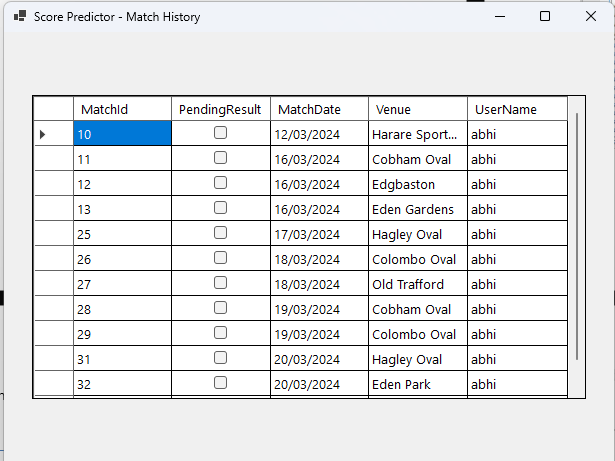 Score Predictor - Match History
MatchId PendingResult MatchDate Venue UserName
10 12/03/2024 Harare Sport... abhi
11 16/03/2024 Cobham Oval abhi
12 16/03/2024 Edgbaston abhi
13 16/03/2024 Eden Gardens abhi
25 17/03/2024 Hagley Oval abhi
26 18/03/2024 Colombo Oval abhi
27 18/03/2024 Old Trafford abhi
28 19/03/2024 Cobham Oval abhi
29 19/03/2024 Colombo Oval abhi
31 20/03/2024 Hagley Oval abhi
32 20/03/2024 Eden Park abhi